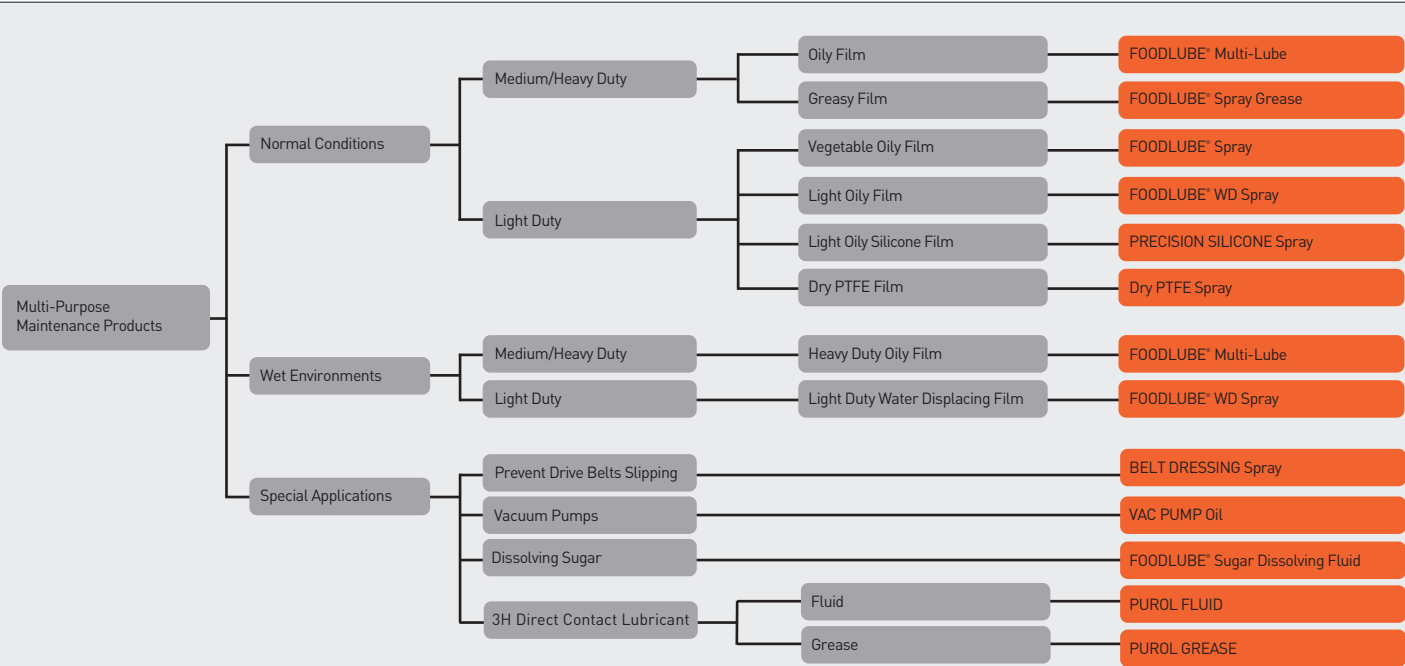 Oily Film
FOODLUBE® Multi-Lube
Medium/Heavy Duty
Greasy Film
FOODLUBE® Spray Grease
Normal Conditions
Vegetable Oily Film
FOODLUBE® Spray
Light Oily Film
FOODLUBE® WD Spray
Light Duty
Light Oily Silicone Film
PRECISION SILICONE Spray
Dry PTFE Film
Dry PTFE Spray
Multi-Purpose
Maintenance Products
Medium/Heavy Duty
Heavy Duty Oily Film
FOODLUBE® Multi-Lube
Wet Environments
Light Duty
Light Duty Water Displacing Film
FOODLUBE® WD Spray
Prevent Drive Belts Slipping
BELT DRESSING Spray
Special Applications
Vacuum Pumps
VAC PUMP Oil
Dissolving Sugar
FOODLUBE® Sugar Dissolving Fluid
3H Direct Contact Lubricant
Fluid
PUROL FLUID
Grease
PUROL GREASE